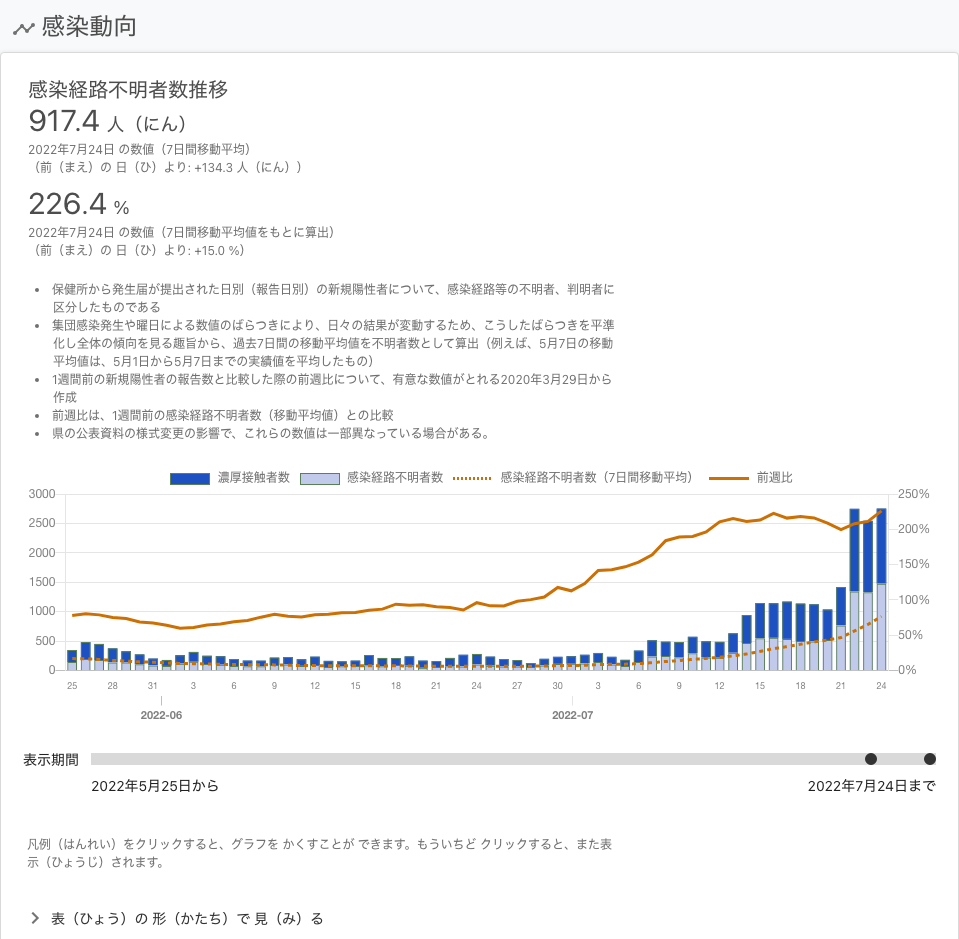 感染動向
感染経路不明者数推移
917.4 人（にん）
2022年7月24日 の数値（7日間移動平均）
（前（まえ）の 日（ひ）より: +134.3 人（にん））
226.4 %
2022年7月24日 の数値（7日間移動平均値をもとに算出）
（前（まえ）の 日（ひ）より: +15.0 %）
• 保健所から発生届が提出された日別（報告日別）の新規陽性者について、感染経路等の不明者、判明者に
区分したものである
• 集団感染発生や曜日による数値のばらつきにより、日々の結果が変動するため、こうしたばらつきを平準
化し全体の傾向を見る趣旨から、過去7日間の移動平均値を不明者数として算出（例えば、5月7日の移動
平均値は、5月1日から5月7日までの実績値を平均したもの）
• 1週間前の新規陽性者の報告数と比較した際の前週比について、有意な数値がとれる2020年3月29日から
作成
• 前週比は、1週間前の感染経路不明者数（移動平均値）との比較
• 県の公表資料の様式変更の影響で、これらの数値は一部異なっている場合がある。
濃厚接触者数 感染経路不明者数 感染経路不明者数（7日間移動平均） 前週比
3000 250%
2500 200%
2000 150%
1500 100%
1000 50%
500 0%
0
25 28 31 3 6 9 12 15 18 21 24 27 30 3 6 9 12 15 18 21 24
2022-06 2022-07
表示期間
2022年5月25日から 2022年7月24日まで
凡例（はんれい）をクリックすると、グラフを かくすことが できます。もういちど クリックすると、また表
示（ひょうじ）されます。
表（ひょう）の 形（かたち）で 見（み）る